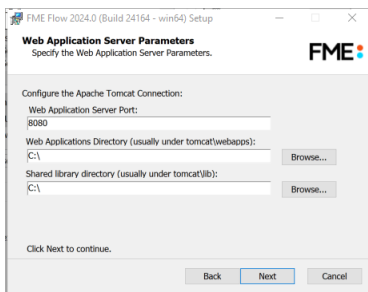 FME Flow 2024.0 (Build 24164 - win64) Setup
Web Application Server Parameters
Specify the Web Application Server Parameters.
FME
Configure the Apache Tomcat Connection:
Web Application Server Port:
8080
Web Applications Directory (usually under tomcat\webapps):
C:\
Browse...
Shared library directory (usually under tomcat\lib):
C:\
Browse...
Click Next to continue.
Back Next Cancel